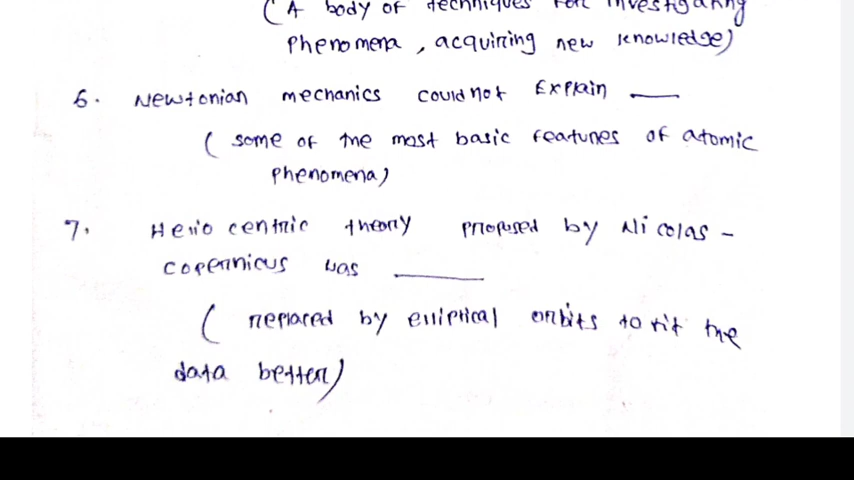 (A body of techniques for investigating
phenomena, acquiring new knowledge)
6. Newtonian mechanics could not explain ___
(some of the most basic features of atomic
phenomena)
7. Helio centric theory proposed by Nicolas -
copernicus was ___
( replaced by elliptical orbits to fit the
data better)